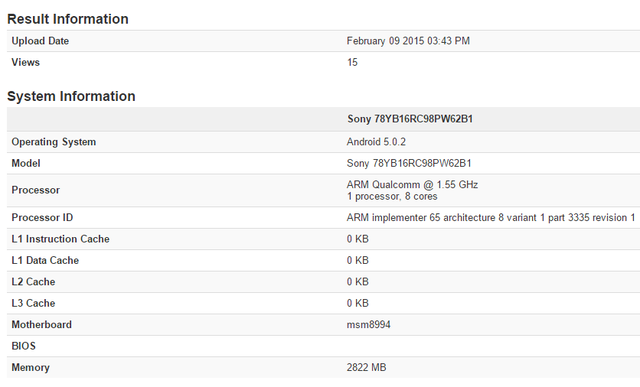 Result Information
Upload Date February 09 2015 03:43 PM
Views 15
System Information
Sony 78YB16RC98PW62B1
Operating System Android 5.0.2
Model Sony 78YB16RC98PW62B1
Processor ARM Qualcomm @ 1.55 GHz
1 processor, 8 cores
Processor ID ARM implementer 65 architecture 8 variant 1 part 3335 revision 1
L1 Instruction Cache 0 KB
L1 Data Cache 0 KB
L2 Cache 0 KB
L3 Cache 0 KB
Motherboard msm8994
BIOS
Memory 2822 MB